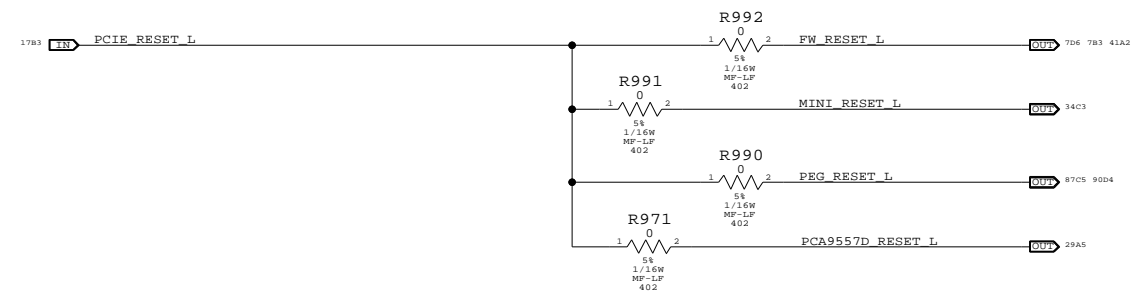 R992
0
17B3 IN PCIE_RESET_L 1 2 FW_RESET_L OUT 7D6 7B3 41A2
5%
1/16W
MF-LF
402
R991
0
1 2 MINI_RESET_L OUT 34C3
5%
1/16W
MF-LF
402
R990
0
1 2 PEG_RESET_L OUT 87C5 90D4
5%
1/16W
MF-LF
402
R971
0
1 2 PCA9557D_RESET_L OUT 29A5
5%
1/16W
MF-LF
402